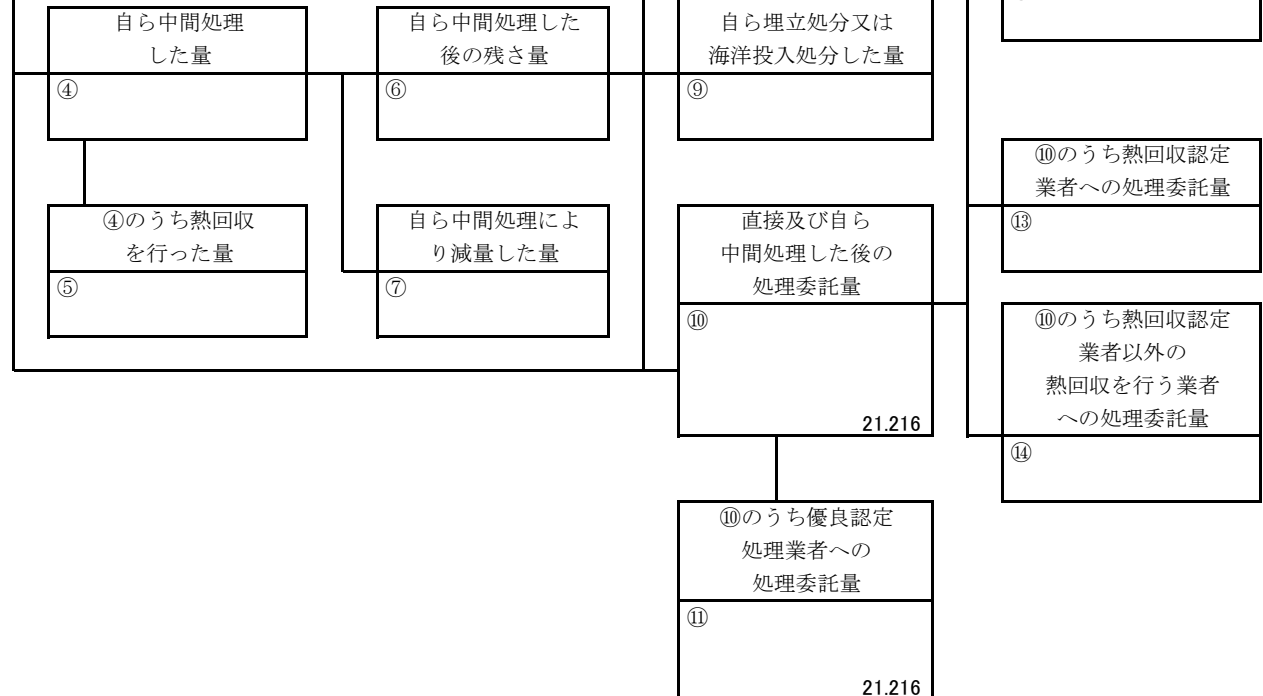 自ら中間処理
した量
④
自ら中間処理した
後の残さ量
⑥
自ら埋立処分又は
海洋投入処分した量
⑨
⑩のうち熱回収認定
業者への処理委託量
⑬
④のうち熱回収
を行った量
⑤
自ら中間処理によ
り減量した量
⑦
直接及び自ら
中間処理した後の
処理委託量
⑩
21.216
⑩のうち熱回収認定
業者以外の
熱回収を行う業者
への処理委託量
⑭
⑩のうち優良認定
処理業者への
処理委託量
⑪
21.216